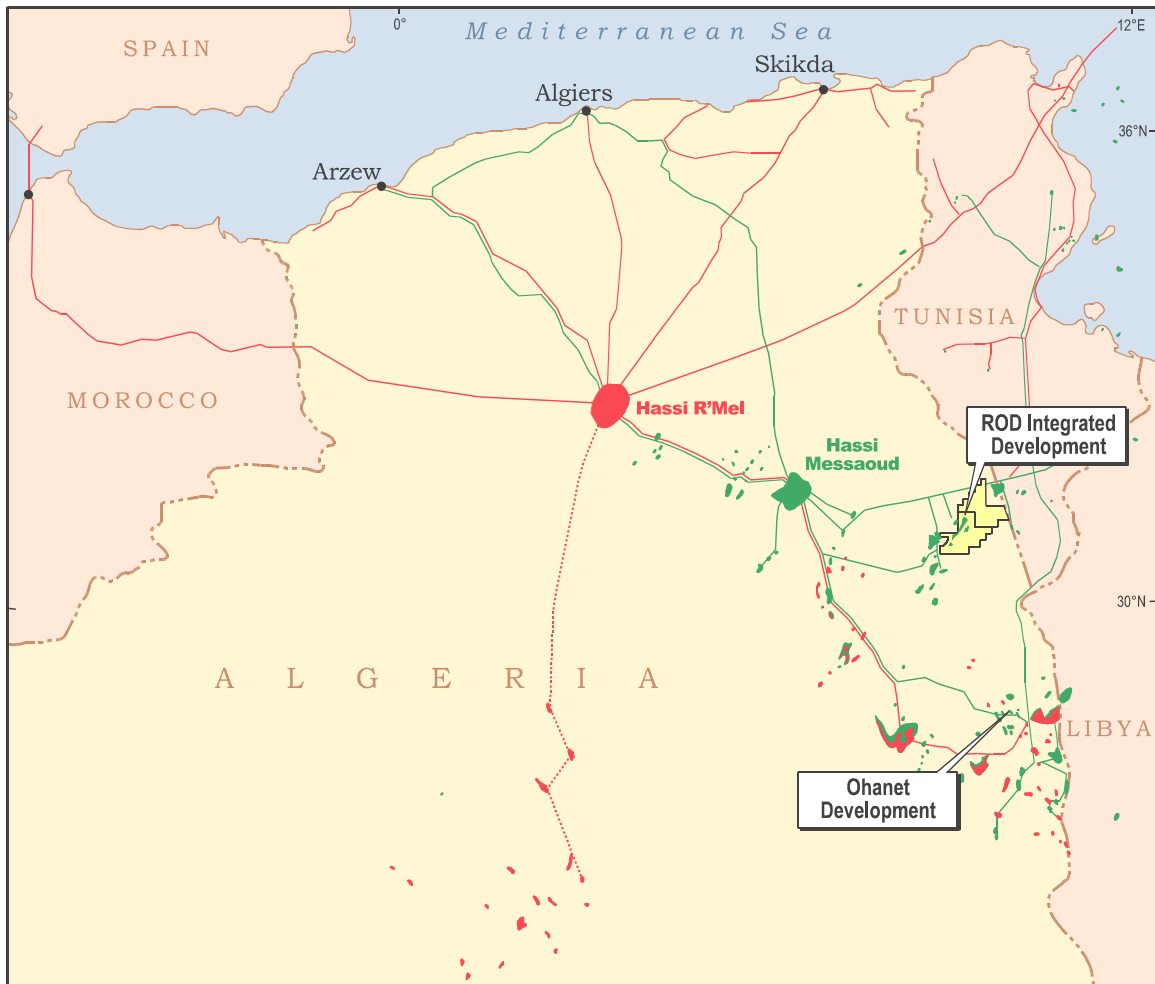 0°
12°E
Mediterranean Sea
SPAIN
Skikda
Algiers
36°N
Arzew
TUNISIA
MOROCCO
Hassi R'Mel
ROD Integrated
Development
Hassi
Messaoud
30°N
ALGERIA
LIBYA
Ohanet
Development